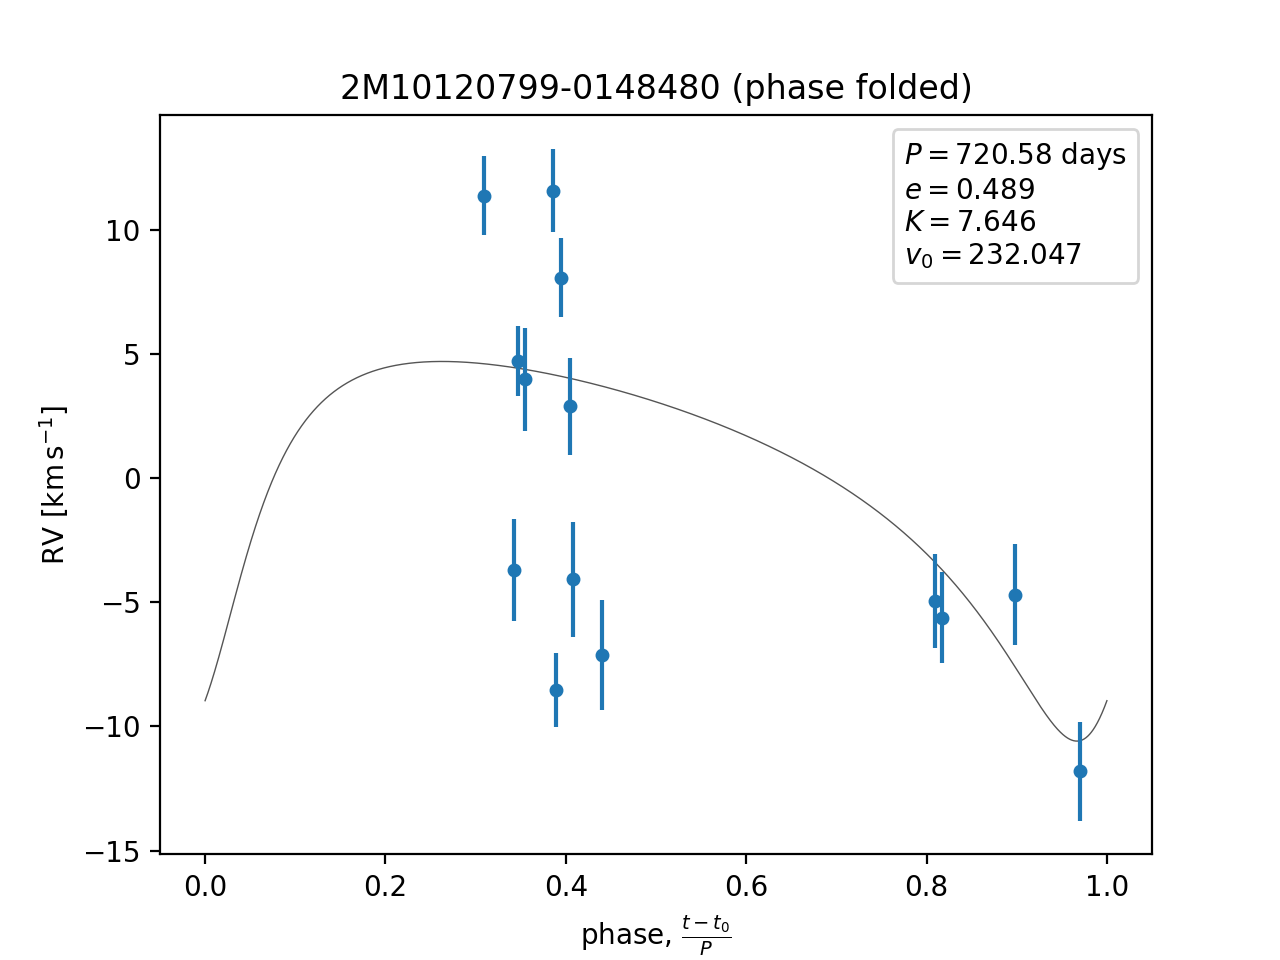 2M10120799-0148480 (phase folded)
P = 720.58 days
e = 0.489
K = 7.646
v₀ = 232.047
10
5
0
−5
−10
−15
RV [km s⁻¹]
0.0 0.2 0.4 0.6 0.8 1.0
phase, (t − t₀)/P